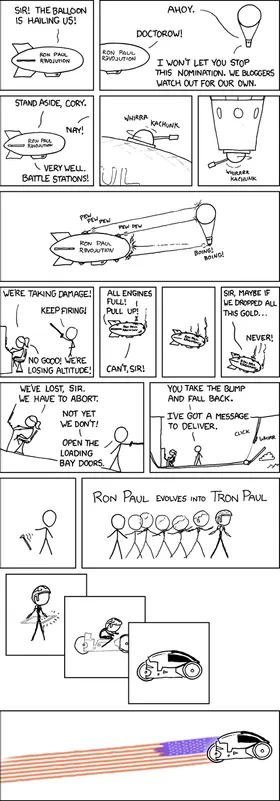 SIR! THE BALLOON
IS HAILING US!
RON PAUL
REVOLUTION
AHOY.
DOCTOROW!
RON PAUL
REVOLUTION
I WON'T LET YOU STOP
THIS NOMINATION. WE BLOGGERS
WATCH OUT FOR OUR OWN.
STAND ASIDE, CORY.
NAY!
RON PAUL
REVOLUTION
VERY WELL.
BATTLE STATIONS!
WHIRRR
KACHUNK
WHIRRR
KACHUNK
PEW
PEW PEW
PEW PEW
RON PAUL
REVOLUTION
BOING!
BOING!
WE'RE TAKING DAMAGE!
KEEP FIRING!
NO GOOD! WE'RE
LOSING ALTITUDE!
ALL ENGINES
FULL!
PULL UP!
CAN'T, SIR!
SIR, MAYBE IF
WE DROPPED ALL
THIS GOLD...
NEVER!
WE'VE LOST, SIR.
WE HAVE TO ABORT.
NOT YET
WE DON'T!
OPEN THE
LOADING
BAY DOORS.
YOU TAKE THE BLIMP
AND FALL BACK.
I'VE GOT A MESSAGE
TO DELIVER.
CLICK
WHIRR
RON PAUL EVOLVES INTO TRON PAUL